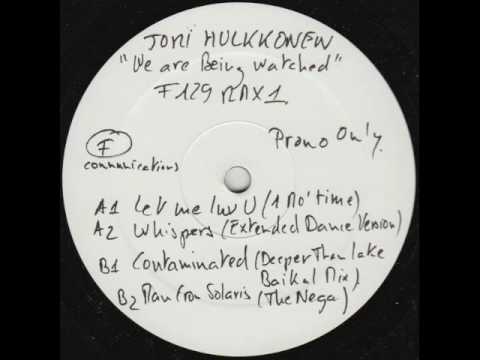 JORI HULKKONEN
"We are Being watched"
F129 RMX1
Promo Only
F
communications
A1 Let me luv U (1 Mo' time)
A2 Whispers (Extended Dance Version)
B1 Contaminated (Deeper Than Lake
Baikal Mix)
B2 Man from Solaris (The Nega)